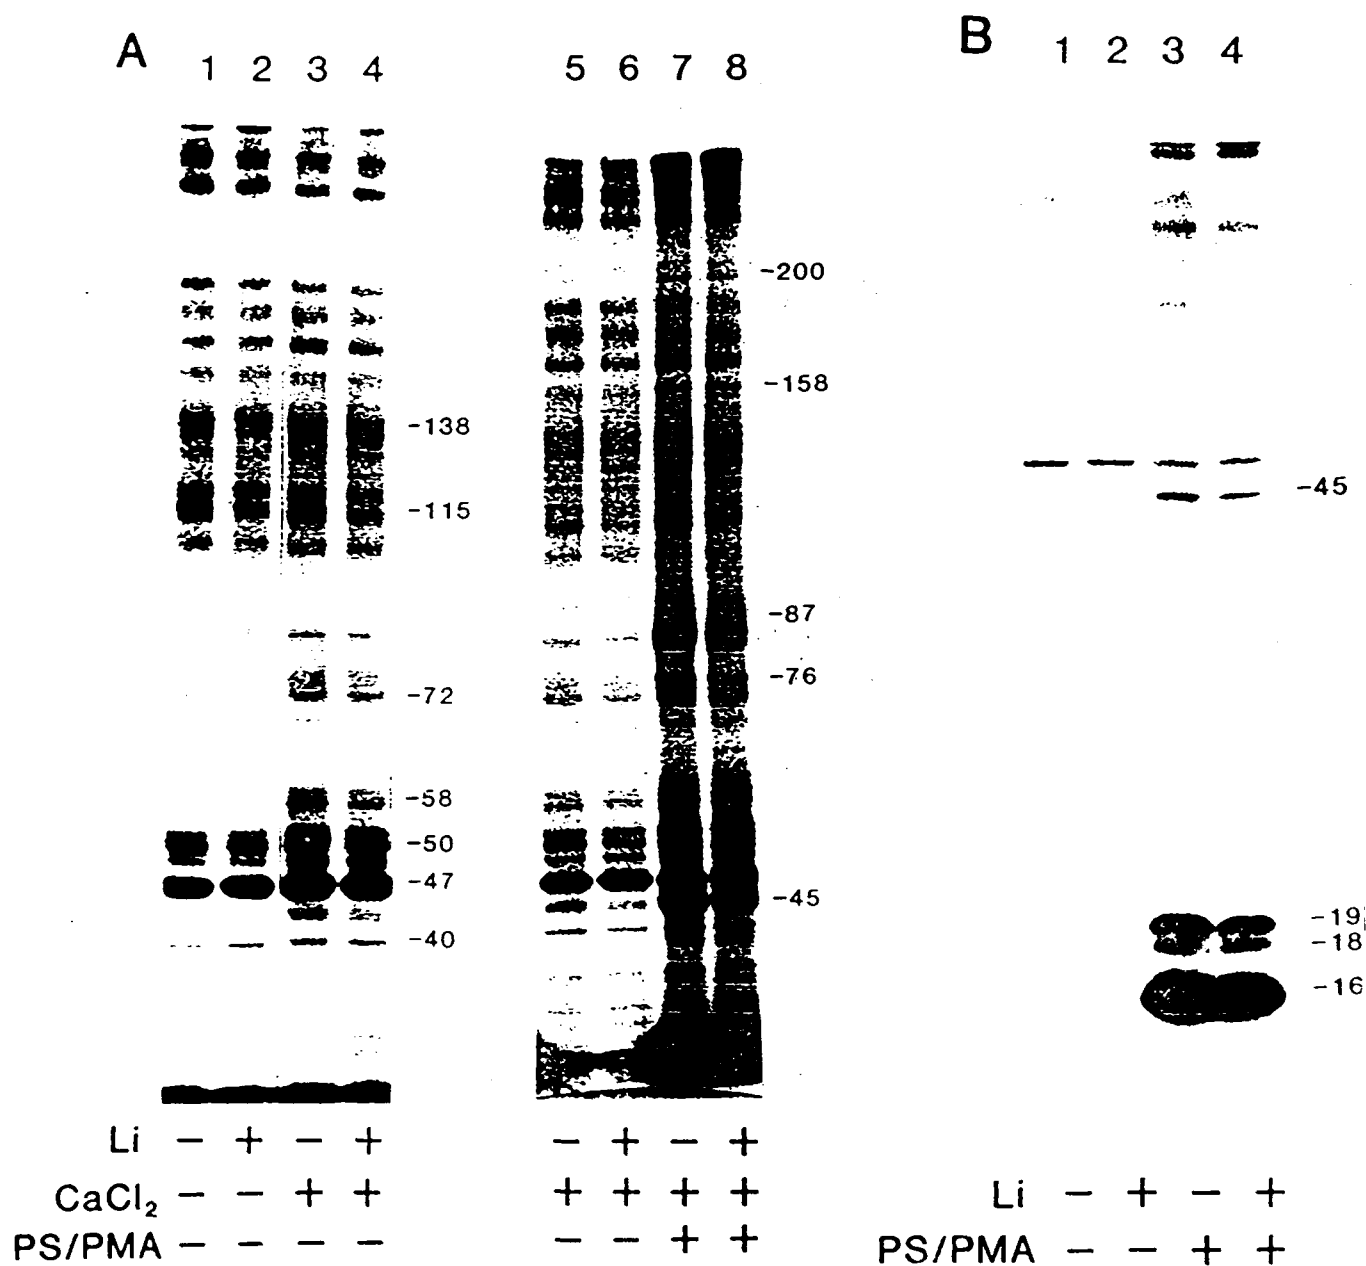 A
1 2 3 4
5 6 7 8
-138
-115
-72
-58
-50
-47
-40
-200
-158
-87
-76
-45
Li − + − + − + − +
CaCl₂ − − + + + + + +
PS/PMA − − − − − − + +
B
1 2 3 4
-45
-19
-18
-16
Li − + − +
PS/PMA − − + +